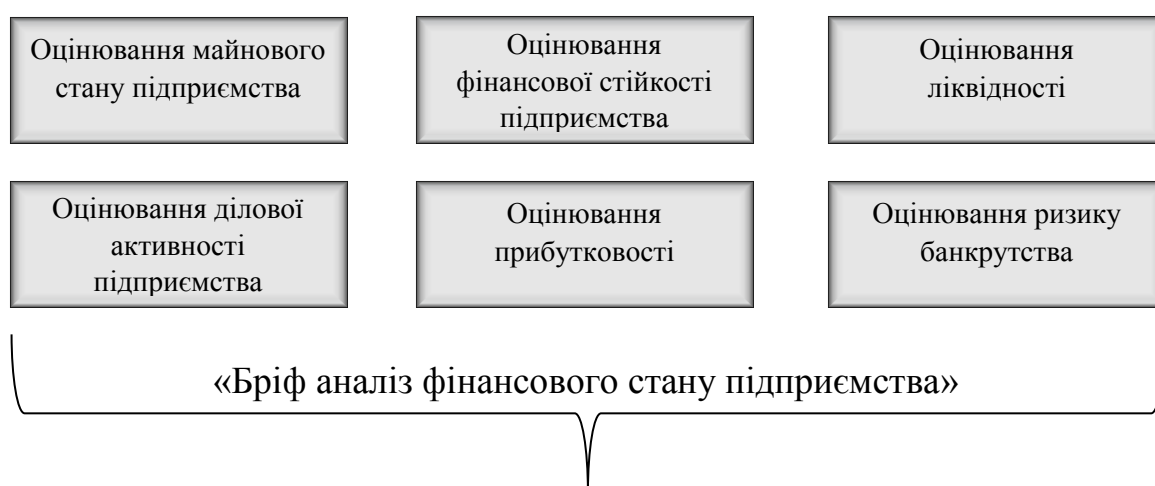 Оцінювання майнового
стану підприємства
Оцінювання
фінансової стійкості
підприємства
Оцінювання
ліквідності
Оцінювання ділової
активності
підприємства
Оцінювання
прибутковості
Оцінювання ризику
банкрутства
«Бріф аналіз фінансового стану підприємства»